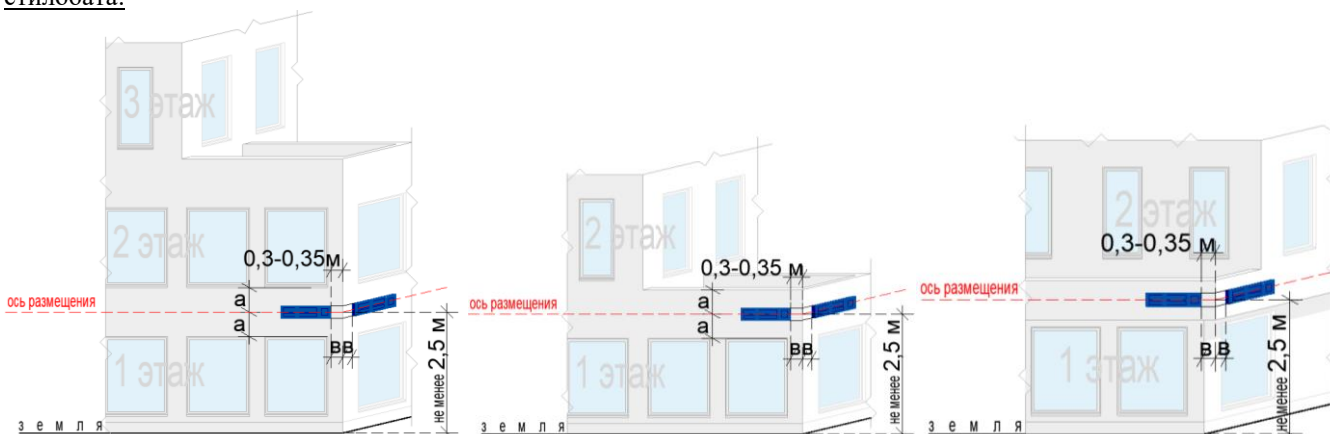 стилобата.
3 этаж
2 этаж
0,3-0,35м
ось размещения
а
а
вв
не менее 2,5 м
1 этаж
з е м л я
2 этаж
0,3-0,35 м
ось размещения
а
а
вв
не менее 2,5 м
1 этаж
з е м л я
2 этаж
0,3-0,35 м
ось размещения
в в
не менее 2,5 м
1 этаж
з е м л я